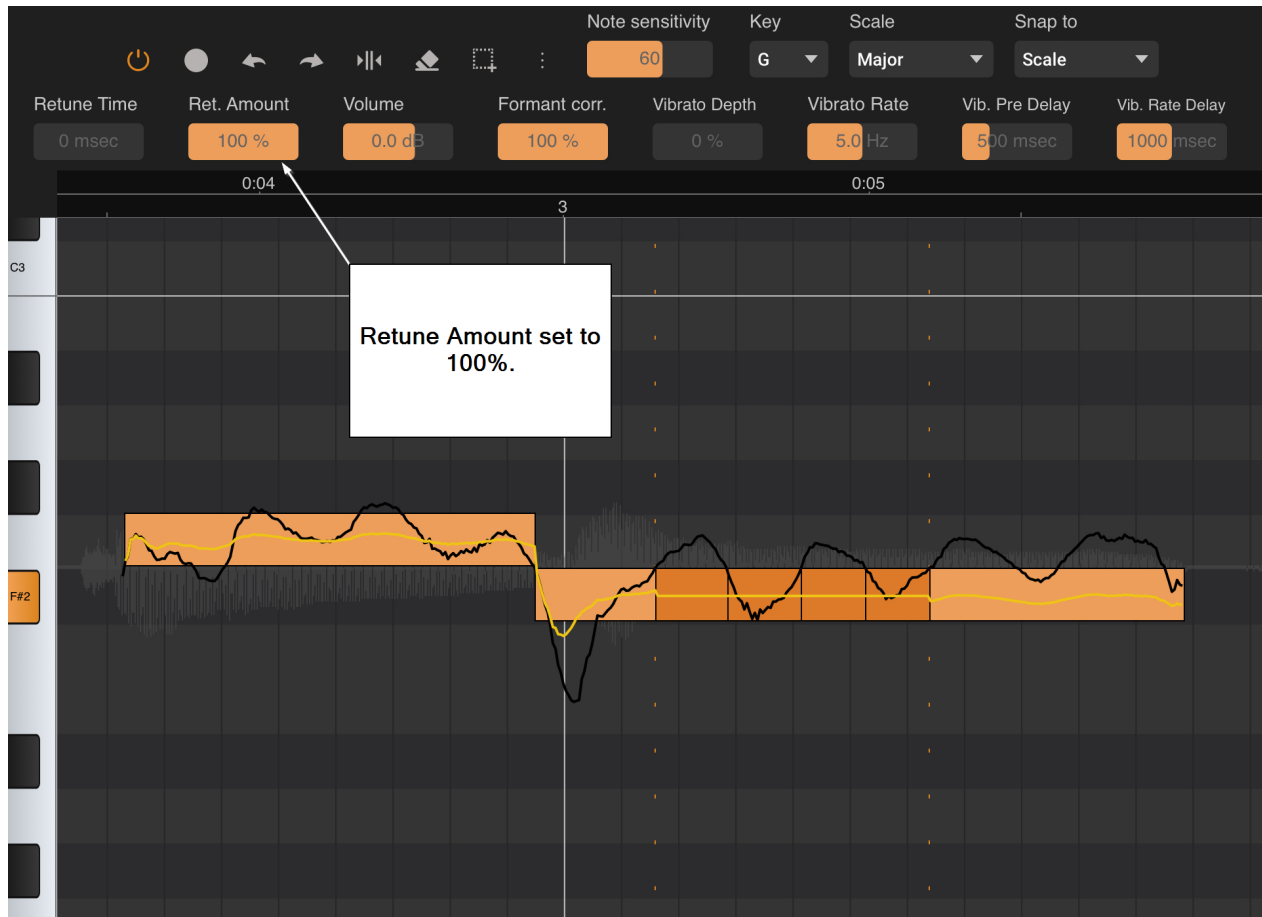 Note sensitivity Key Scale Snap to
60 G Major Scale
Retune Time Ret. Amount Volume Formant corr. Vibrato Depth Vibrato Rate Vib. Pre Delay Vib. Rate Delay
0 msec 100 % 0.0 dB 100 % 0 % 5.0 Hz 500 msec 1000 msec
0:04 0:05
3
C3
Retune Amount set to
100%.
F#2